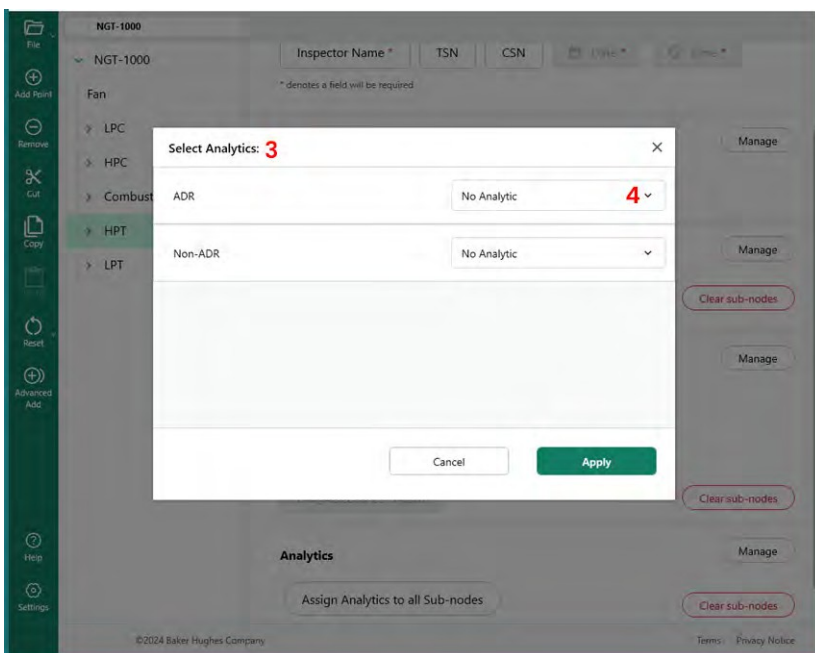 NGT-1000
File
NGT-1000
Inspector Name * TSN CSN Date * Time *
* denotes a field will be required
Add Point
Fan
Remove
LPC
Manage
Select Analytics: 3
HPC
Cut
Combust
ADR
No Analytic 4
Copy
HPT
Manage
Non-ADR
No Analytic
LPT
Clear sub-nodes
Reset
Manage
Advanced
Add
Cancel
Apply
Clear sub-nodes
Help
Analytics
Manage
Settings
Assign Analytics to all Sub-nodes
Clear sub-nodes
©2024 Baker Hughes Company
Terms Privacy Notice